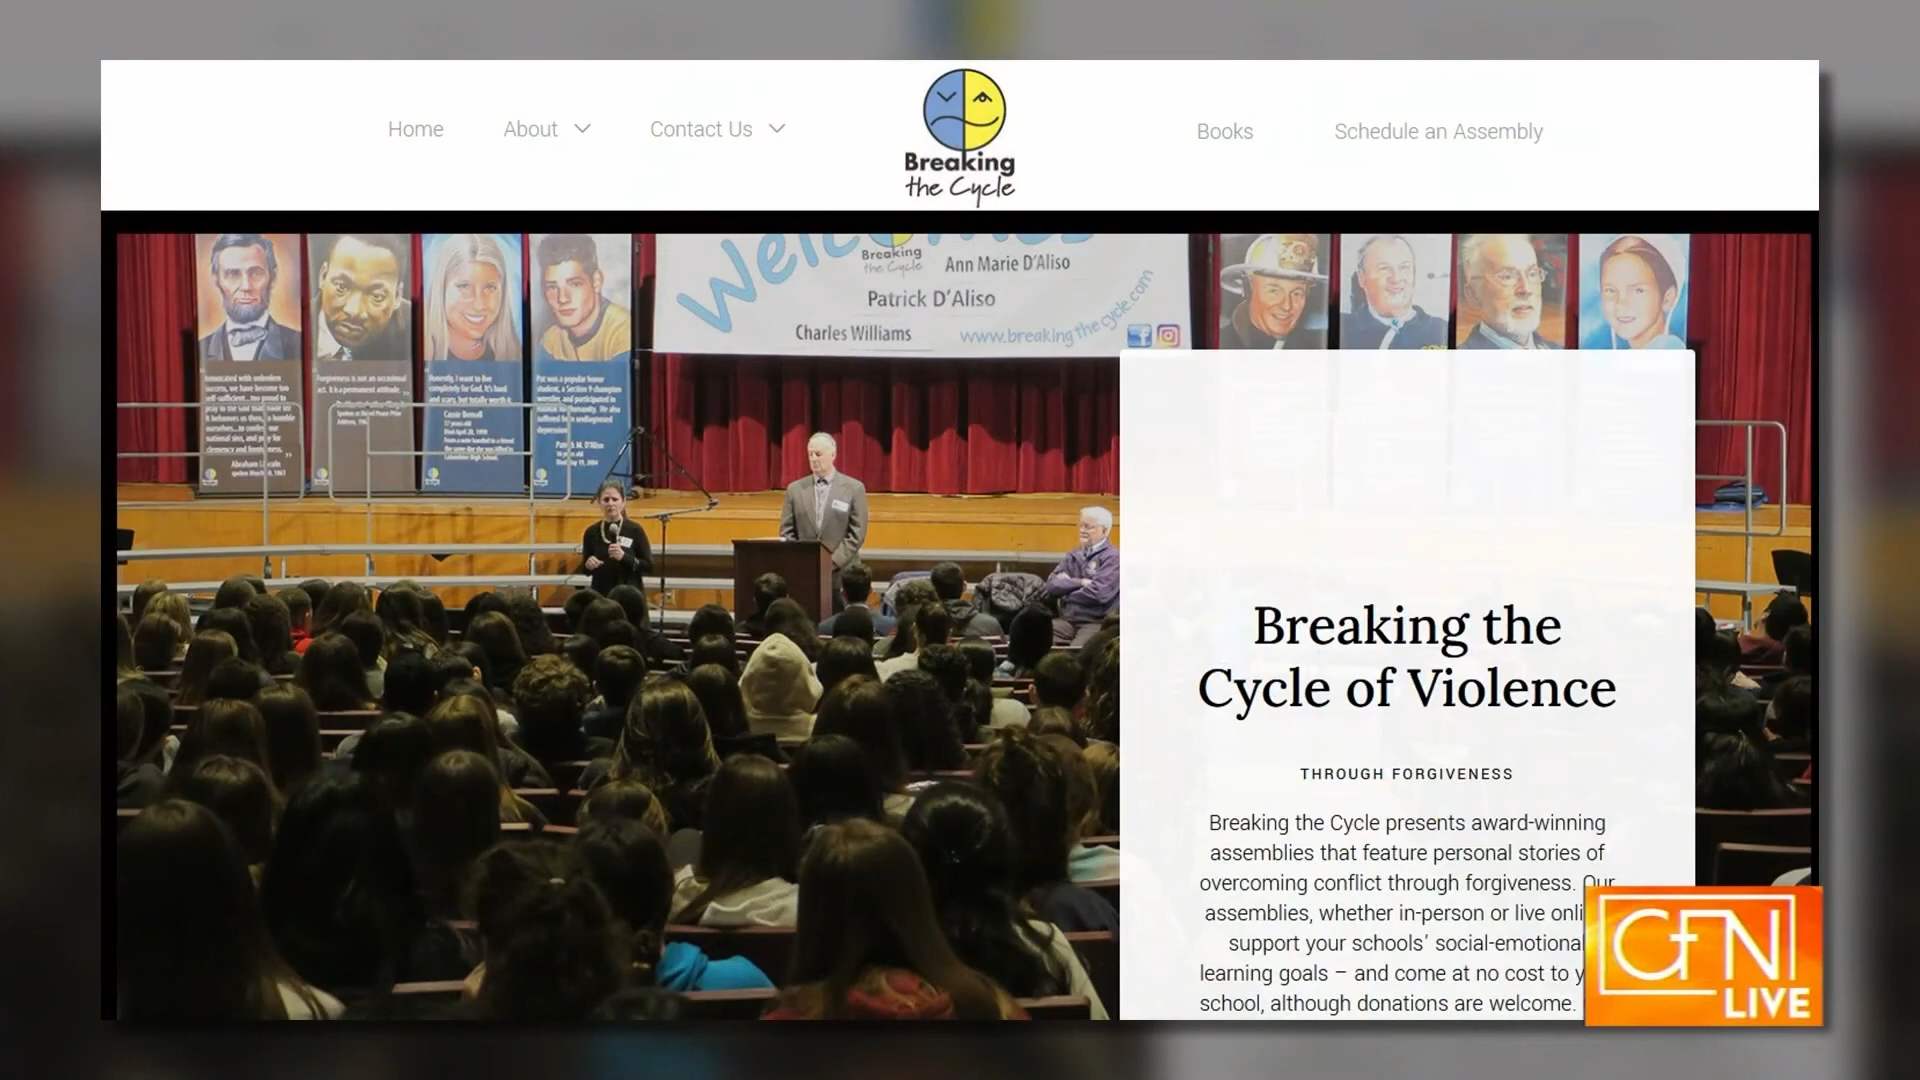 Home
About
Contact Us
Breaking
the Cycle
Books
Schedule an Assembly
Welcomes
Breaking
the Cycle
Ann Marie D'Aliso
Patrick D'Aliso
Charles Williams
www.breakingthecycle.com
Breaking the
Cycle of Violence
THROUGH FORGIVENESS
Breaking the Cycle presents award-winning
assemblies that feature personal stories of
overcoming conflict through forgiveness. Our
assemblies, whether in-person or live onli
support your schools' social-emotional
learning goals – and come at no cost to y
school, although donations are welcome.
CFN
LIVE